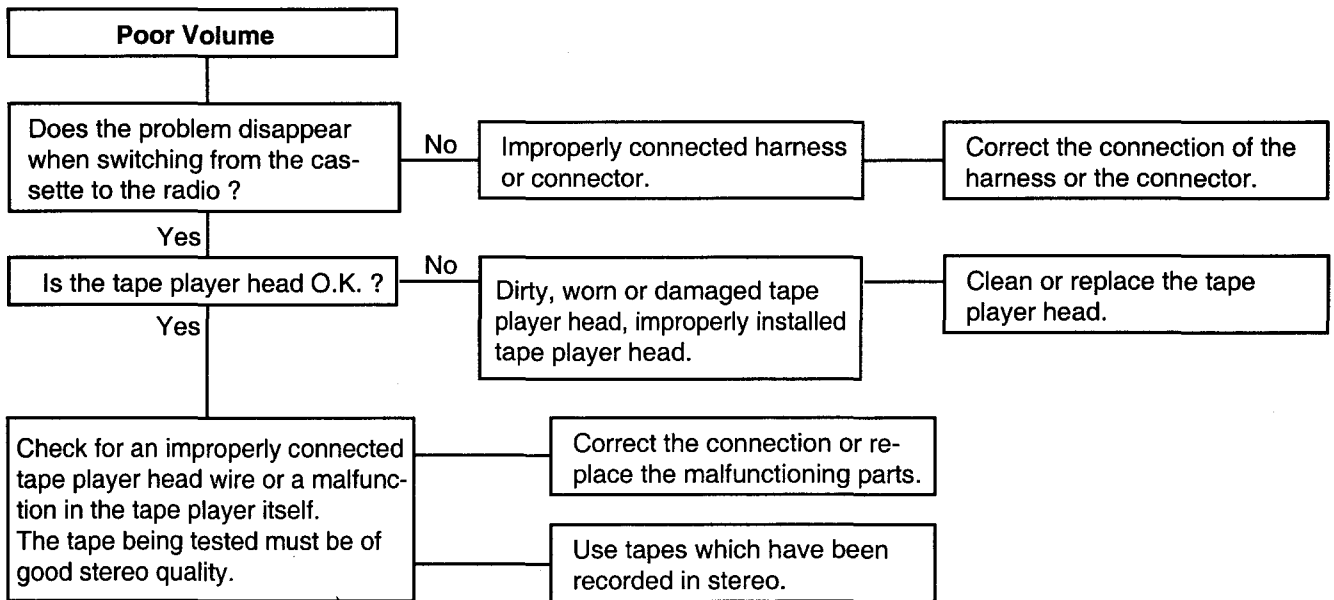 Poor Volume
Does the problem disappear
when switching from the cas-
sette to the radio ?
No
Improperly connected harness
or connector.
Correct the connection of the
harness or the connector.
Yes
Is the tape player head O.K. ?
No
Dirty, worn or damaged tape
player head, improperly installed
tape player head.
Clean or replace the tape
player head.
Yes
Check for an improperly connected
tape player head wire or a malfunc-
tion in the tape player itself.
The tape being tested must be of
good stereo quality.
Correct the connection or re-
place the malfunctioning parts.
Use tapes which have been
recorded in stereo.